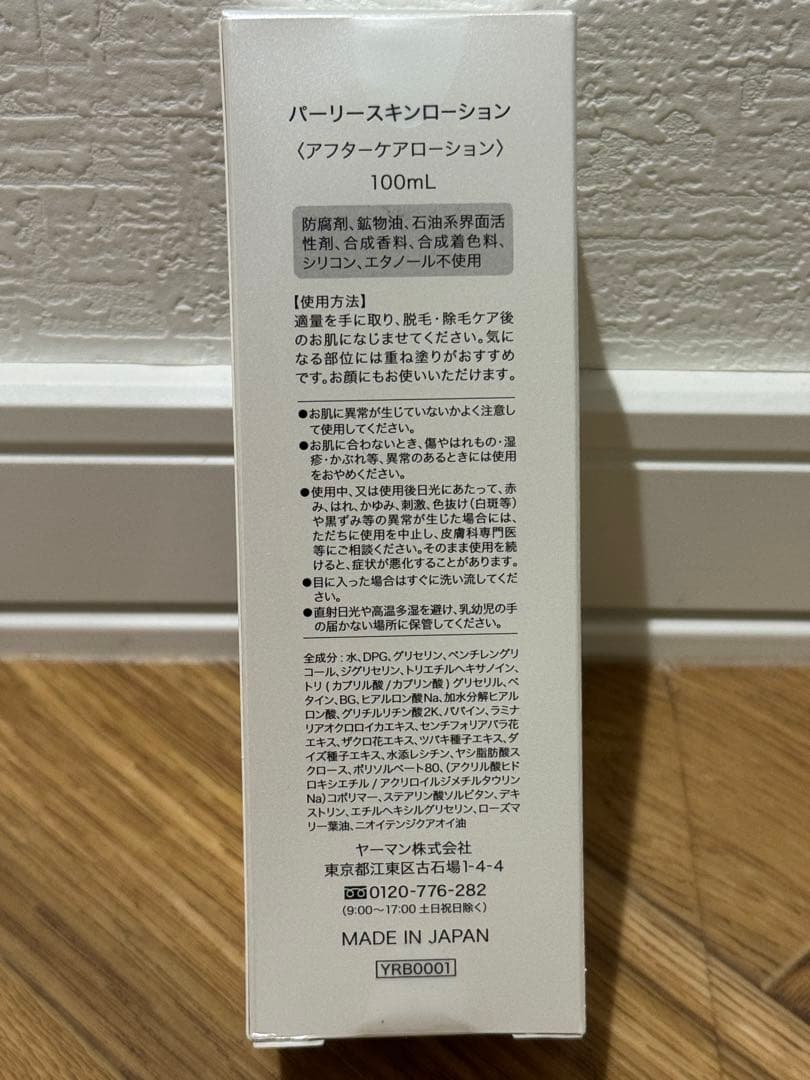 パーリースキンローション
〈アフターケアローション〉
100mL
防腐剤、鉱物油、石油系界面活
性剤、合成香料、合成着色料、
シリコン、エタノール不使用
【使用方法】
適量を手に取り、脱毛・除毛ケア後
のお肌になじませてください。気に
なる部位には重ね塗りがおすすめ
です。お顔にもお使いいただけます。
●お肌に異常が生じていないかよく注意し
て使用してください。
●お肌に合わないとき、傷やはれもの・湿
疹・かぶれ等、異常のあるときには使用
をおやめください。
●使用中、又は使用後日光にあたって、赤
み、はれ、かゆみ、刺激、色抜け(白斑等)
や黒ずみ等の異常が生じた場合には、
ただちに使用を中止し、皮膚科専門医
等にご相談ください。そのまま使用を続
けると、症状が悪化することがあります。
●目に入った場合はすぐに洗い流してくだ
さい。
●直射日光や高温多湿を避け、乳幼児の手
の届かない場所に保管してください。
全成分:水、DPG、グリセリン、ペンチレングリ
コール、ジグリセリン、トリエチルヘキサノイン、
トリ(カプリル酸/カプリン酸)グリセリル、ベ
タイン、BG、ヒアルロン酸Na、加水分解ヒアル
ロン酸、グリチルリチン酸2K、パパイン、ラミナ
リアオクロロイカエキス、センチフォリアバラ花
エキス、ザクロ花エキス、ツバキ種子エキス、ダ
イズ種子エキス、水添レシチン、ヤシ脂肪酸ス
クロース、ポリソルベート80、(アクリル酸ヒド
ロキシエチル/アクリロイルジメチルタウリン
Na)コポリマー、ステアリン酸ソルビタン、デキ
ストリン、エチルヘキシルグリセリン、ローズマ
リー葉油、ニオイテンジクアオイ油
ヤーマン株式会社
東京都江東区古石場1-4-4
0120-776-282
(9:00～17:00 土日祝日除く)
MADE IN JAPAN
YRB0001